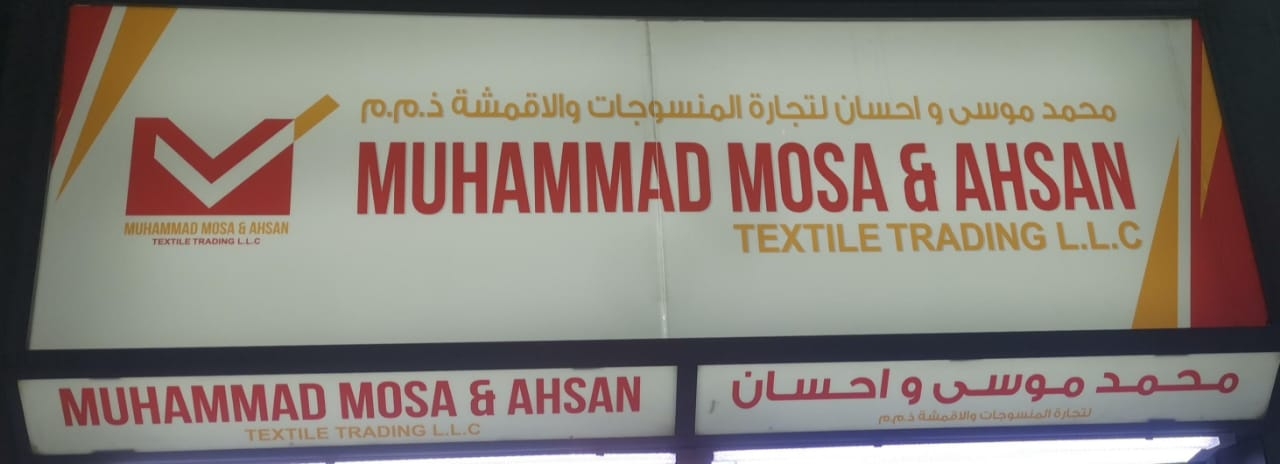 محمد موسى و احسان لتجارة المنسوجات والاقمشة ذ.م.م
MUHAMMAD MOSA & AHSAN
TEXTILE TRADING L.L.C
MUHAMMAD MOSA & AHSAN
TEXTILE TRADING L.L.C
MUHAMMAD MOSA & AHSAN
TEXTILE TRADING L.L.C
محمد موسى و احسان
لتجارة المنسوجات والاقمشة ذ.م.م